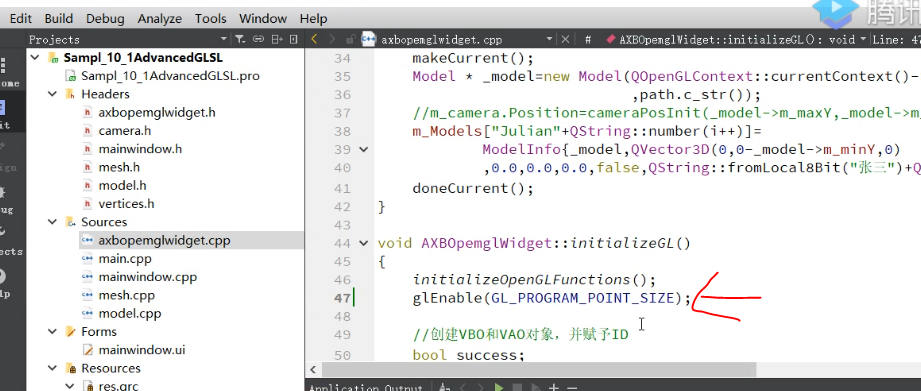 腾讯
Edit Build Debug Analyze Tools Window Help
Projects
axbopemglwidget.cpp
# AXBOpemglWidget::initializeGL(): void Line: 47
Sampl_10_1AdvancedGLSL
Sampl_10_1AdvancedGLSL.pro
Headers
axbopemglwidget.h
camera.h
mainwindow.h
mesh.h
model.h
vertices.h
Sources
axbopemglwidget.cpp
main.cpp
mainwindow.cpp
mesh.cpp
model.cpp
Forms
mainwindow.ui
Resources
res.qrc
34 makeCurrent();
35 Model * _model=new Model(QOpenGLContext::currentContext()-
36 ,path.c_str());
37 //m_camera.Position=cameraPosInit(_model->m_maxY,_model->m_
38 m_Models["Julian"+QString::number(i++)]=
39 ModelInfo{_model,QVector3D(0,0-_model->m_minY,0)
40 ,0.0,0.0,0.0,false,QString::fromLocal8Bit("张三")+Q
41 doneCurrent();
42 }
43
44 void AXBOpemglWidget::initializeGL()
45 {
46 initializeOpenGLFunctions();
47 glEnable(GL_PROGRAM_POINT_SIZE);
48
49 //创建VBO和VAO对象，并赋予ID
50 bool success;
Application Output